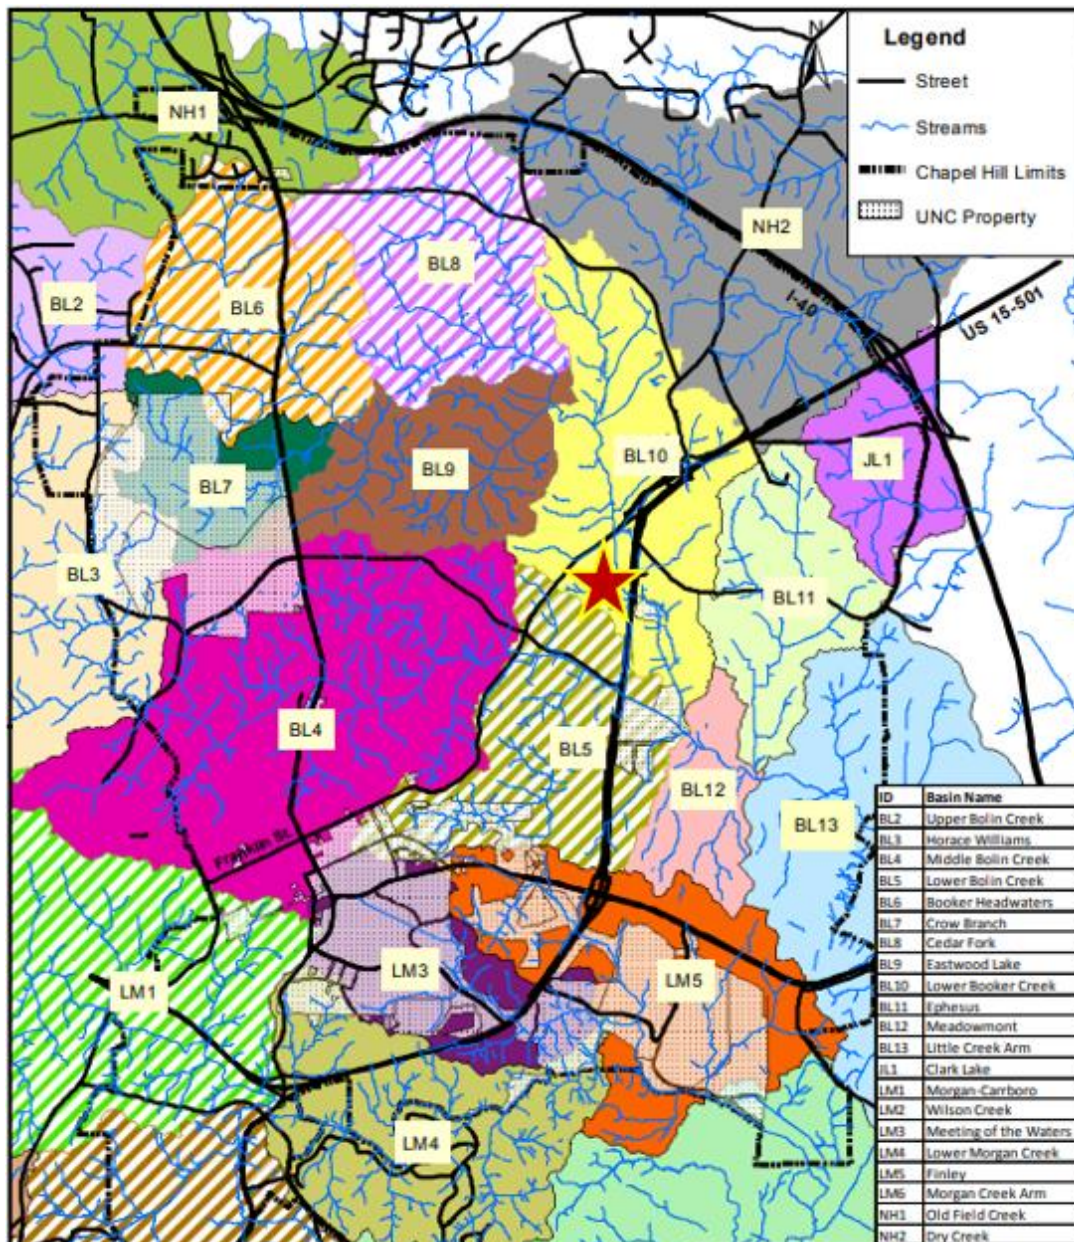 Legend
Street
Streams
Chapel Hill Limits
UNC Property
N
NH1
NH2
BL8
BL2
BL6
I-40
US 15-501
BL10
JL1
BL9
BL7
BL3
BL11
BL4
BL5
BL12
BL13
Franklin St.
LM3
LM5
LM1
LM4
ID Basin Name
BL2 Upper Bolin Creek
BL3 Horace Williams
BL4 Middle Bolin Creek
BL5 Lower Bolin Creek
BL6 Booker Headwaters
BL7 Crow Branch
BL8 Cedar Fork
BL9 Eastwood Lake
BL10 Lower Booker Creek
BL11 Ephesus
BL12 Meadowmont
BL13 Little Creek Arm
JL1 Clark Lake
LM1 Morgan-Carrboro
LM2 Wilson Creek
LM3 Meeting of the Waters
LM4 Lower Morgan Creek
LM5 Finley
LM6 Morgan Creek Arm
NH1 Old Field Creek
NH2 Dry Creek